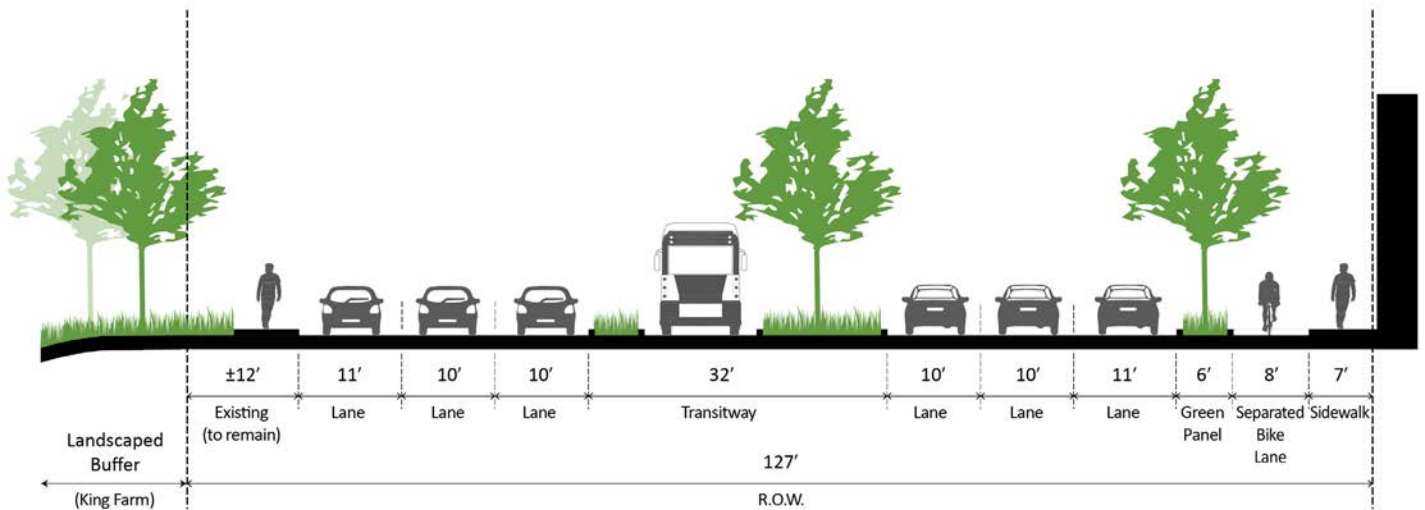 ±12′ 11′ 10′ 10′ 32′ 10′ 10′ 11′ 6′ 8′ 7′
Existing Lane Lane Lane Transitway Lane Lane Lane Green Separated Sidewalk
(to remain) Panel Bike
Lane
Landscaped
Buffer
127′
(King Farm) R.O.W.